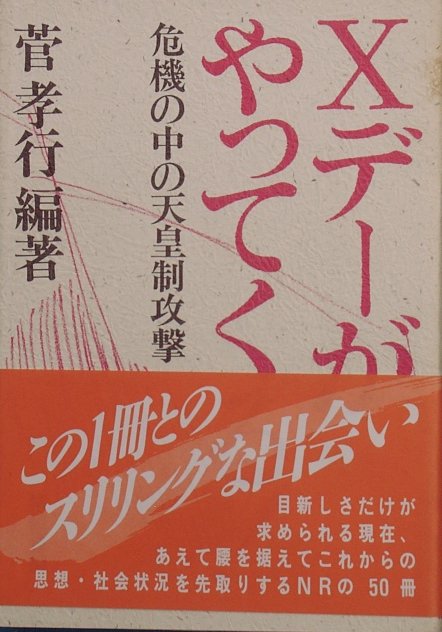 Xデーが
やってく
危機の中の天皇制攻撃
菅孝行編著
この1冊との
スリリングな出会い
目新しさだけが
求められる現在、
あえて腰を据えてこれからの
思想・社会状況を先取りするNRの50冊